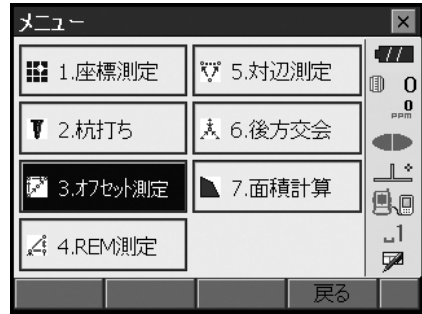 メニュー
1.座標測定
5.対辺測定
2.杭打ち
6.後方交会
3.オフセット測定
7.面積計算
4.REM測定
0
0
PPM
1
戻る